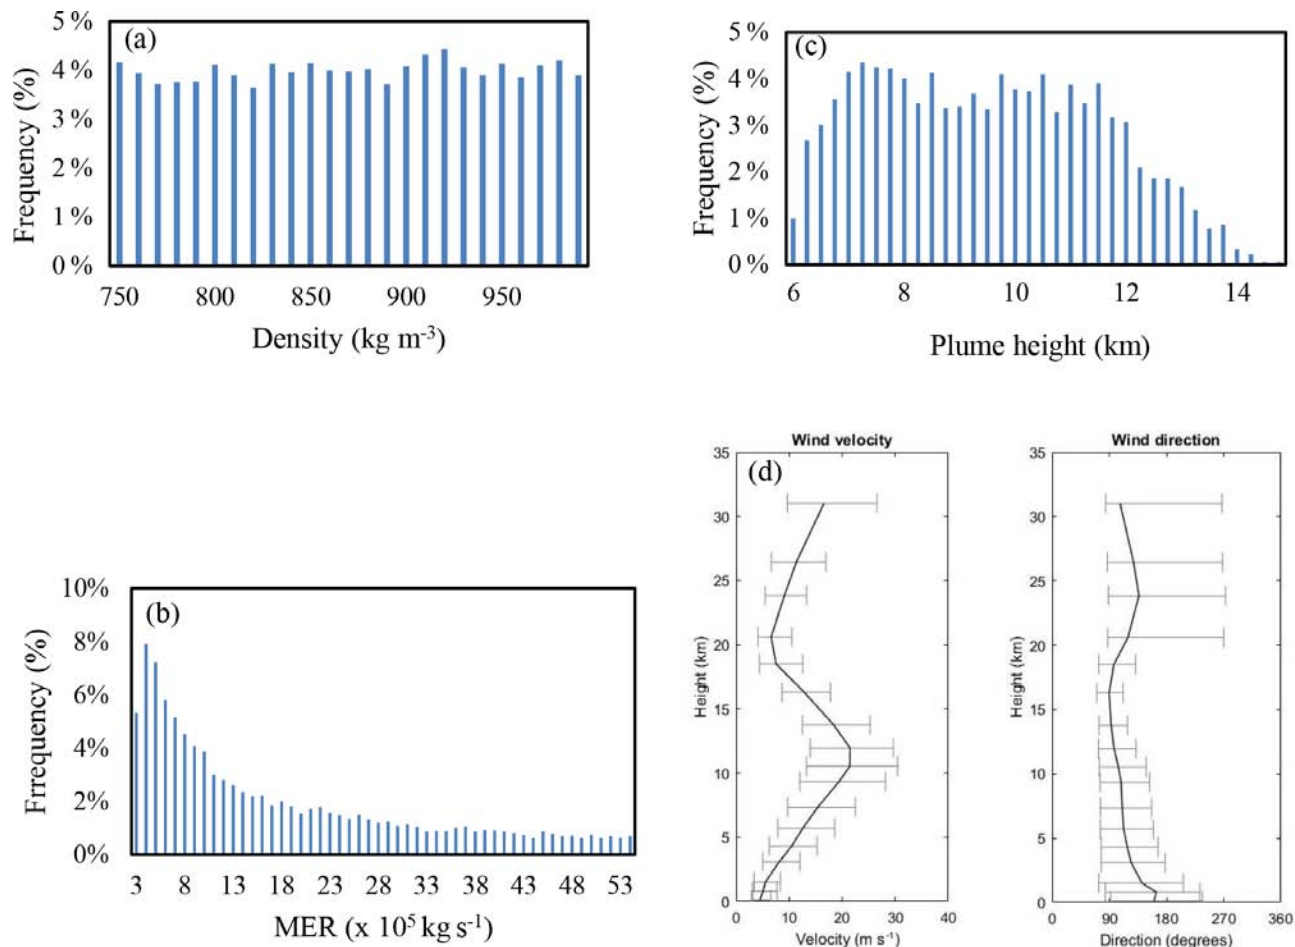 (a)
5 %
4 %
3 %
2 %
1 %
0 %
Frequency (%)
750 800 850 900 950
Density (kg m⁻³)
(c)
5 %
4 %
3 %
2 %
1 %
0 %
Frequency (%)
6 8 10 12 14
Plume height (km)
(b)
10%
8%
6%
4%
2%
0%
Frrequency (%)
3 8 13 18 23 28 33 38 43 48 53
MER (x 10⁵ kg s⁻¹)
Wind velocity
(d)
35
30
25
20
15
10
5
0
Height (km)
0 10 20 30 40
Velocity (m s⁻¹)
Wind direction
35
30
25
20
15
10
5
0
Height (km)
0 90 180 270 360
Direction (degrees)